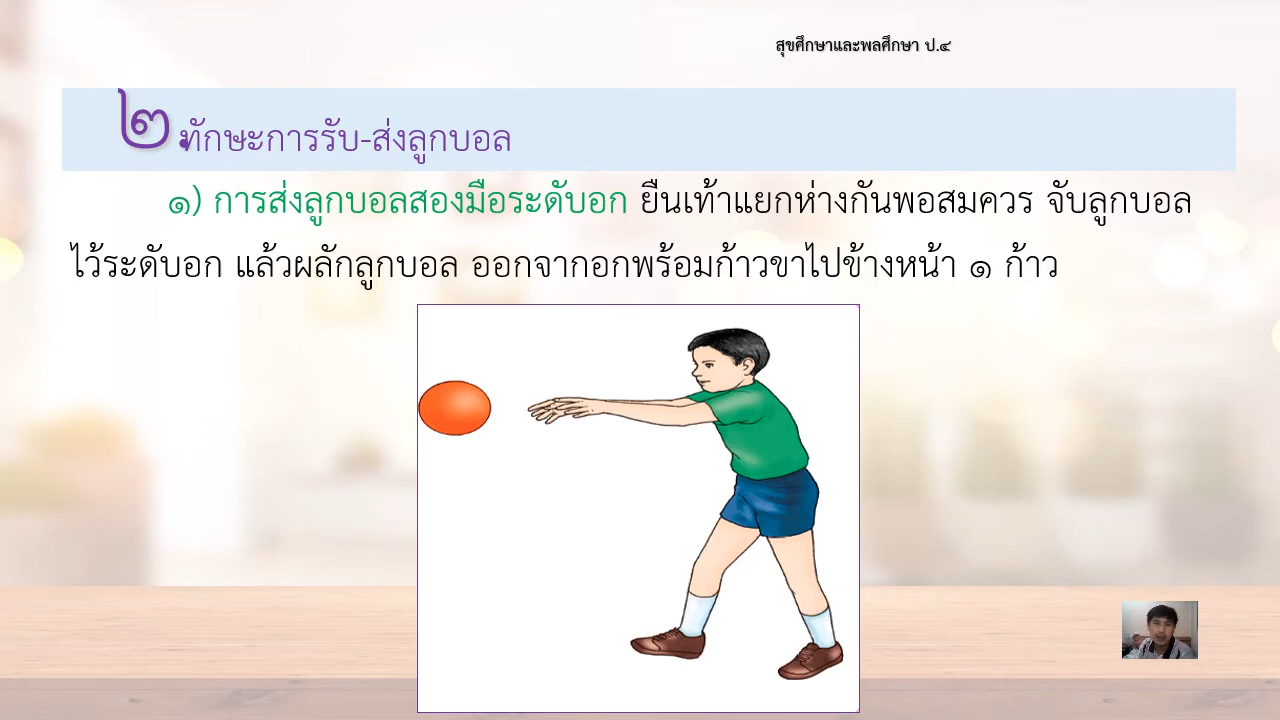 สุขศึกษาและพลศึกษา ป.๔
๒.ทักษะการรับ-ส่งลูกบอล
๑) การส่งลูกบอลสองมือระดับอก ยืนเท้าแยกห่างกันพอสมควร จับลูกบอล
ไว้ระดับอก แล้วผลักลูกบอล ออกจากอกพร้อมก้าวขาไปข้างหน้า ๑ ก้าว